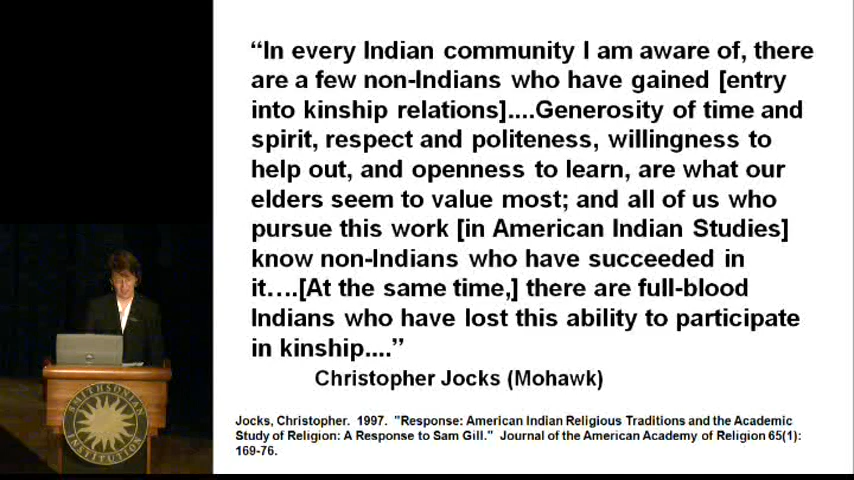 “In every Indian community I am aware of, there
are a few non-Indians who have gained [entry
into kinship relations]....Generosity of time and
spirit, respect and politeness, willingness to
help out, and openness to learn, are what our
elders seem to value most; and all of us who
pursue this work [in American Indian Studies]
know non-Indians who have succeeded in
it….[At the same time,] there are full-blood
Indians who have lost this ability to participate
in kinship....”
Christopher Jocks (Mohawk)
Jocks, Christopher. 1997. "Response: American Indian Religious Traditions and the Academic
Study of Religion: A Response to Sam Gill." Journal of the American Academy of Religion 65(1):
169-76.
SMITHSONIAN
INSTITUTION